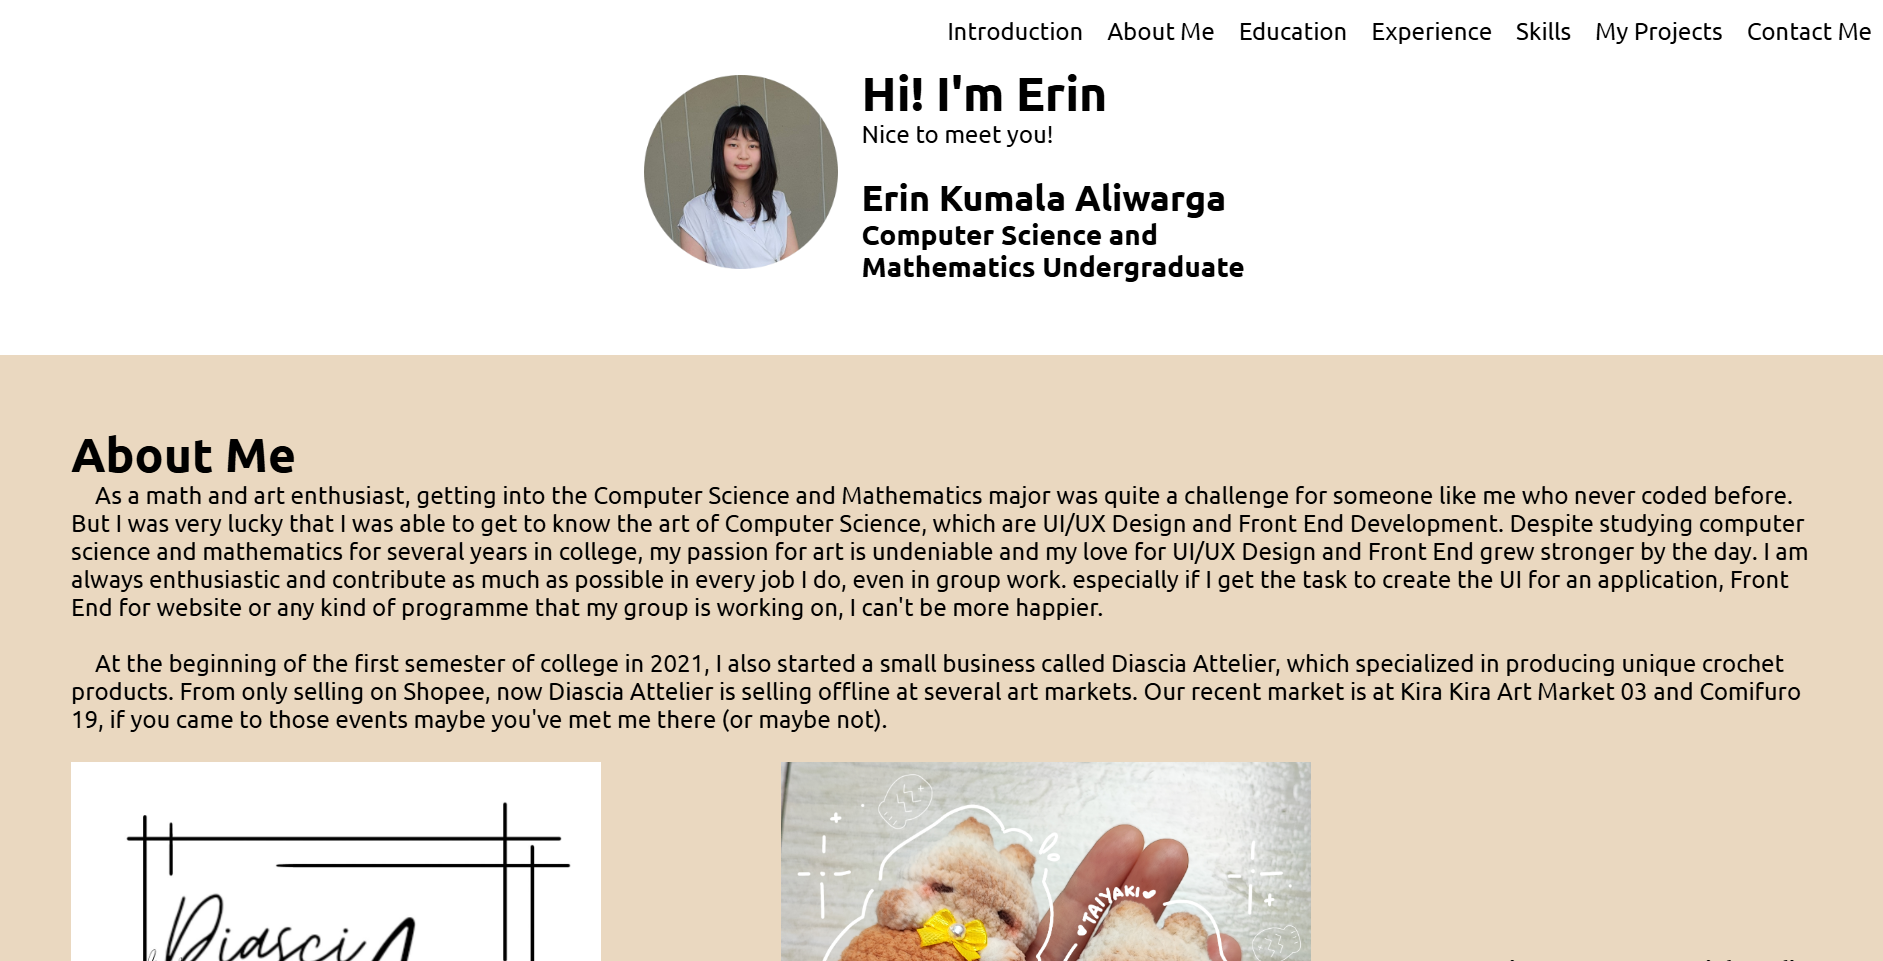 Introduction About Me Education Experience Skills My Projects Contact Me
Hi! I'm Erin
Nice to meet you!
Erin Kumala Aliwarga
Computer Science and
Mathematics Undergraduate
About Me
As a math and art enthusiast, getting into the Computer Science and Mathematics major was quite a challenge for someone like me who never coded before.
But I was very lucky that I was able to get to know the art of Computer Science, which are UI/UX Design and Front End Development. Despite studying computer
science and mathematics for several years in college, my passion for art is undeniable and my love for UI/UX Design and Front End grew stronger by the day. I am
always enthusiastic and contribute as much as possible in every job I do, even in group work. especially if I get the task to create the UI for an application, Front
End for website or any kind of programme that my group is working on, I can't be more happier.
At the beginning of the first semester of college in 2021, I also started a small business called Diascia Attelier, which specialized in producing unique crochet
products. From only selling on Shopee, now Diascia Attelier is selling offline at several art markets. Our recent market is at Kira Kira Art Market 03 and Comifuro
19, if you came to those events maybe you've met me there (or maybe not).
TAIYAKI